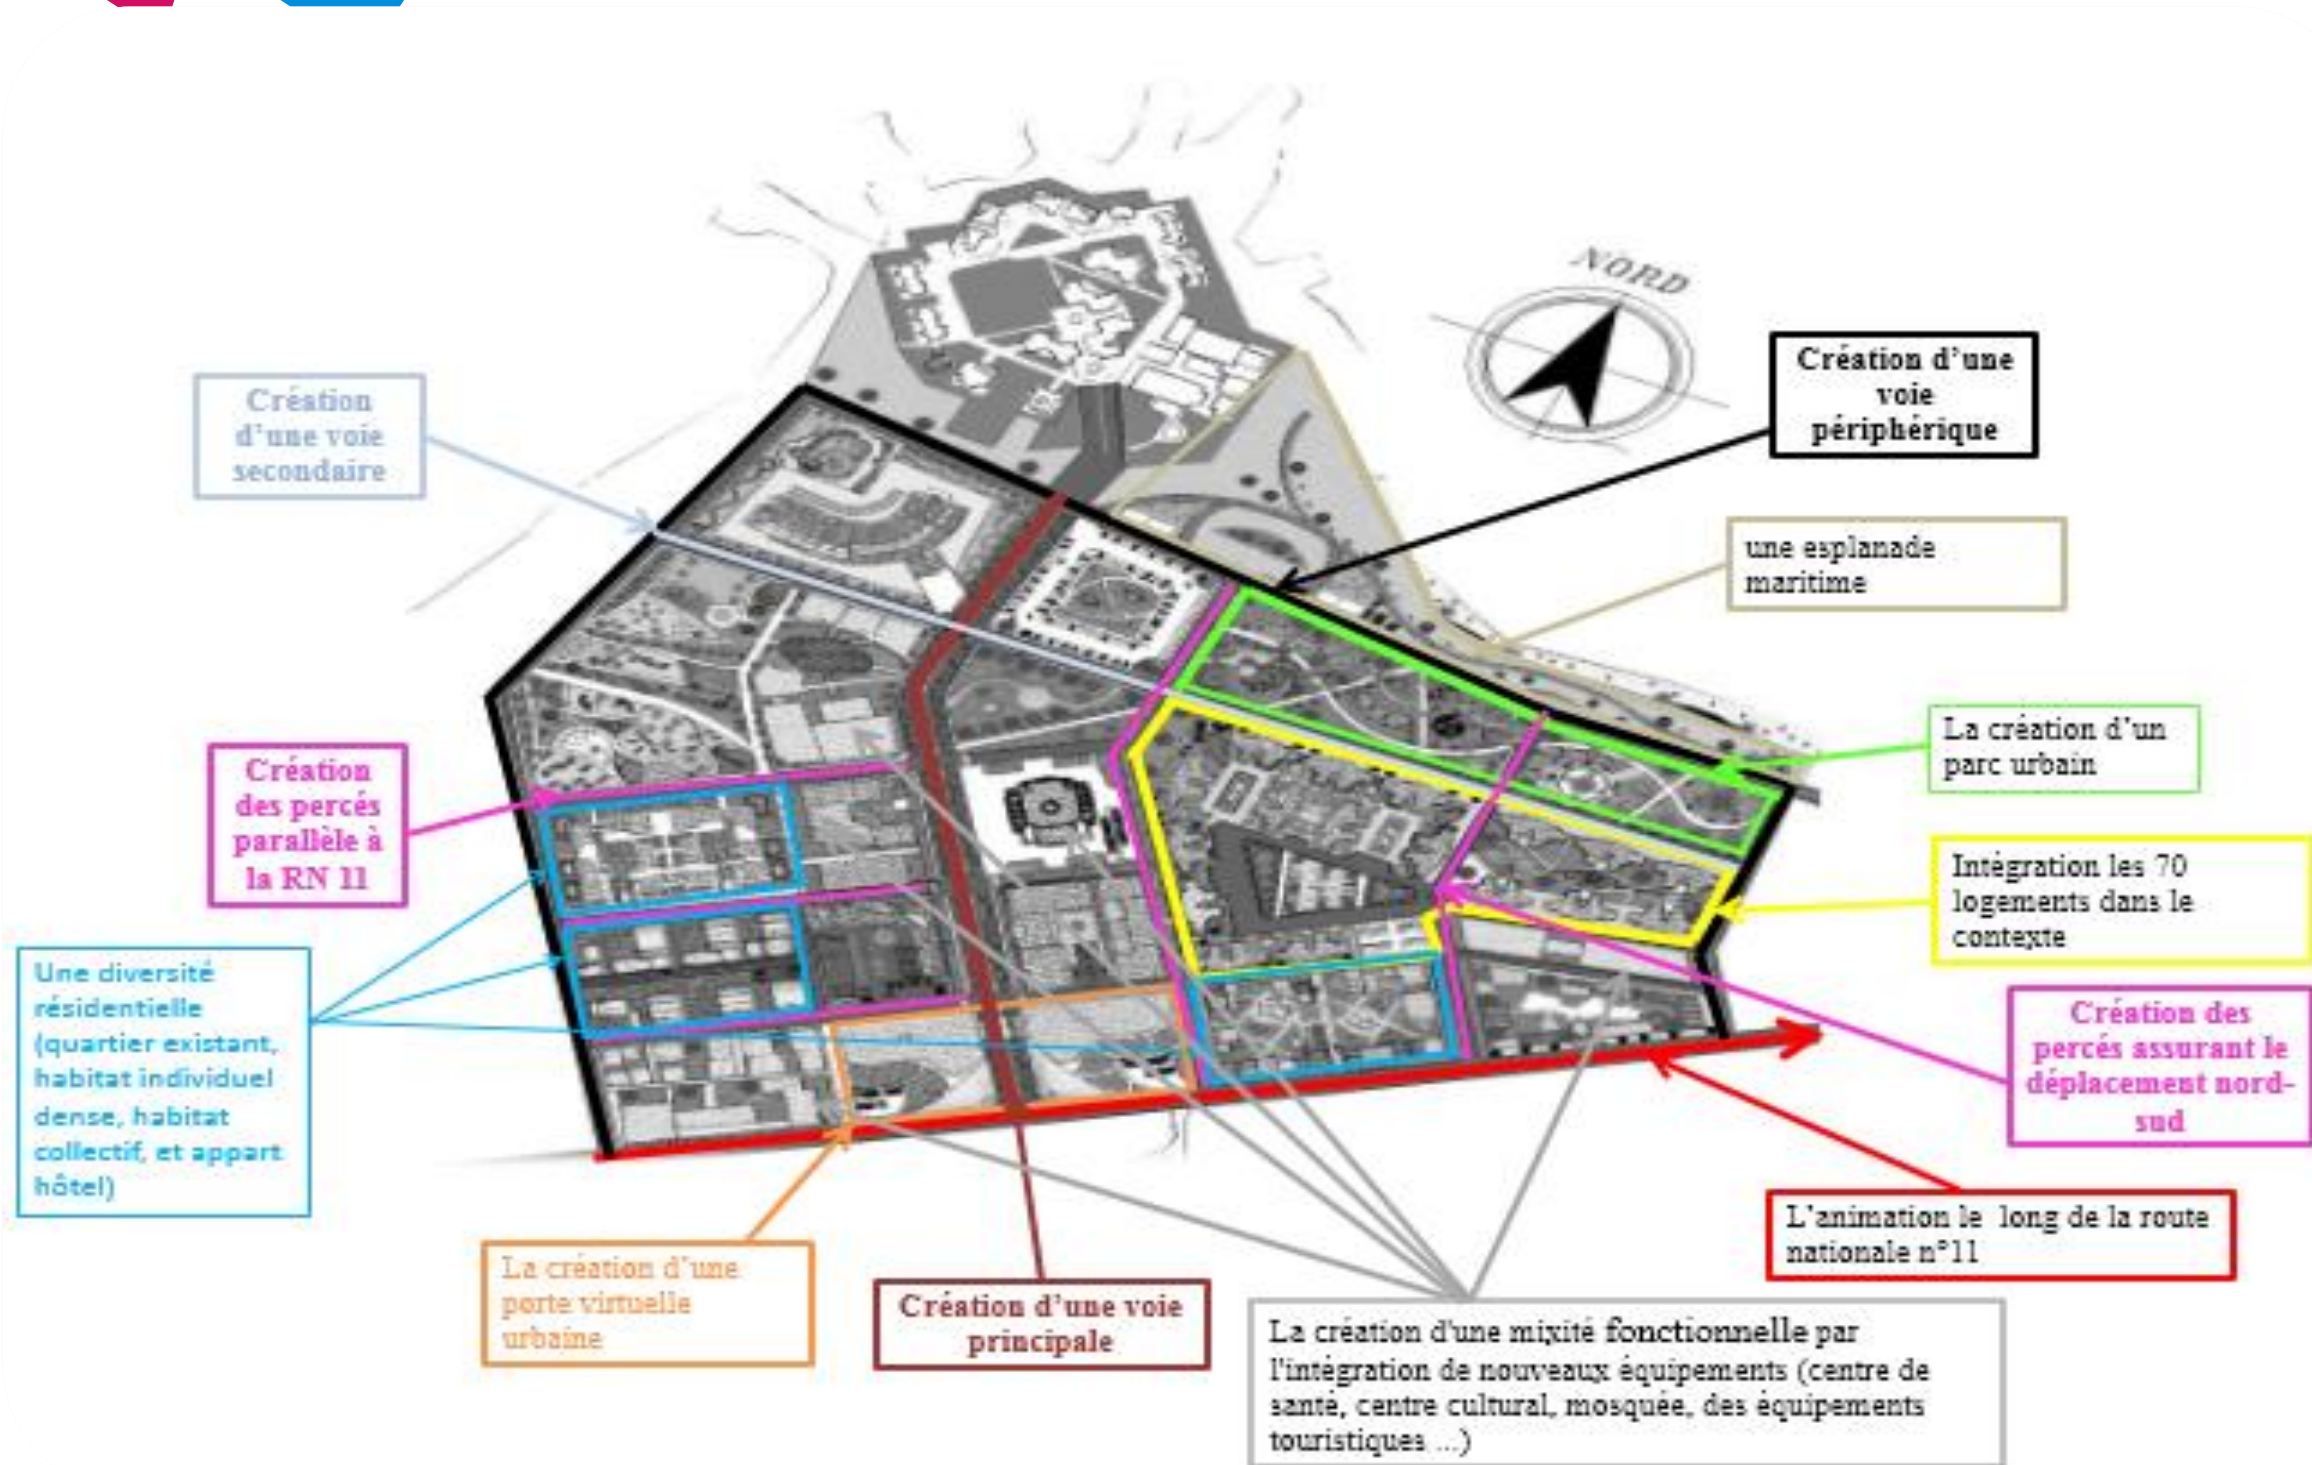 NORD
Création d'une
voie
périphérique
Création
d'une voie
secondaire
une esplanade
maritime
La création d'un
parc urbain
Création
des percés
parallèle à
la RN 11
Intégration les 70
logements dans le
contexte
Une diversité
résidentielle
(quartier existant,
habitat individuel
dense, habitat
collectif, et appart
hôtel)
Création des
percés assurant le
déplacement nord-
sud
L'animation le long de la route
nationale n°11
La création d'une
porte virtuelle
urbaine
Création d'une voie
principale
La création d'une mixité fonctionnelle par
l'intégration de nouveaux équipements (centre de
santé, centre cultural, mosquée, des équipements
touristiques ...)